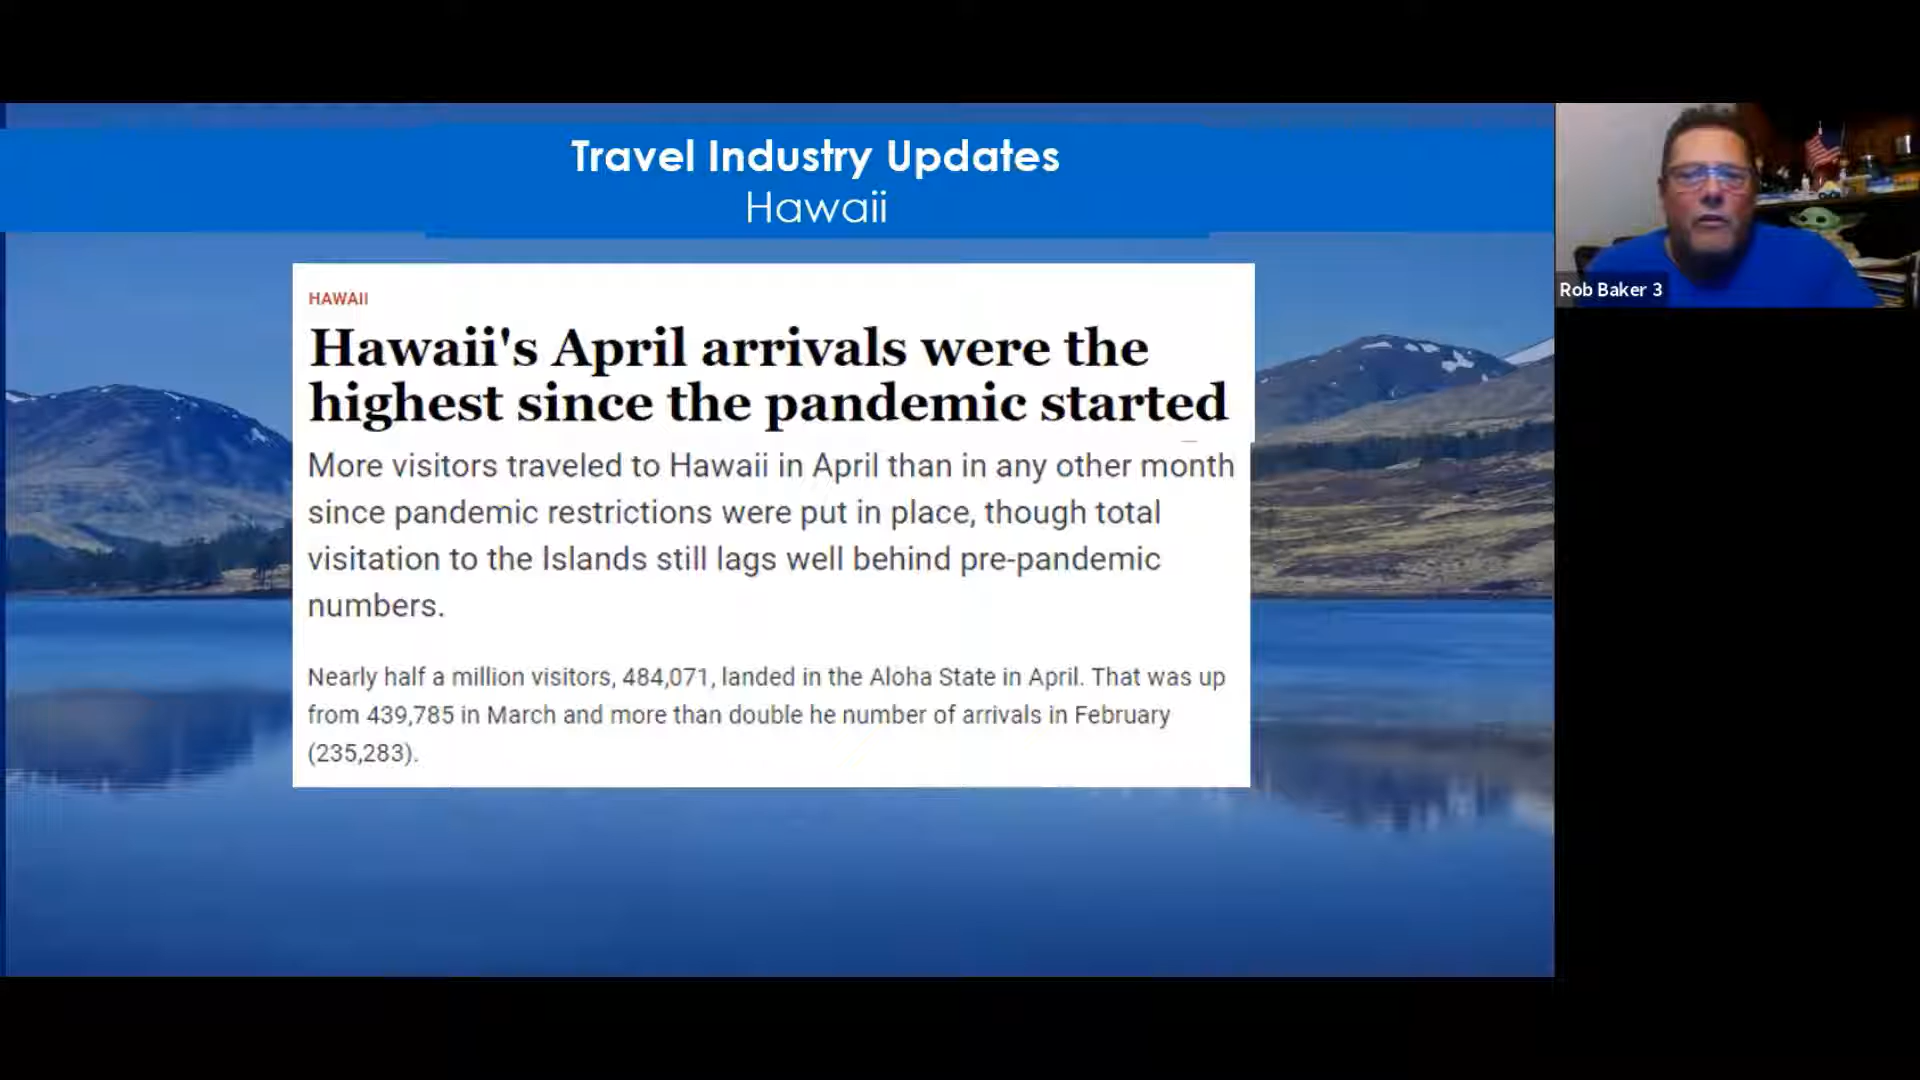 Travel Industry Updates
Hawaii
HAWAII
Hawaii's April arrivals were the
highest since the pandemic started
More visitors traveled to Hawaii in April than in any other month
since pandemic restrictions were put in place, though total
visitation to the Islands still lags well behind pre-pandemic
numbers.
Nearly half a million visitors, 484,071, landed in the Aloha State in April. That was up
from 439,785 in March and more than double he number of arrivals in February
(235,283).
Rob Baker 3